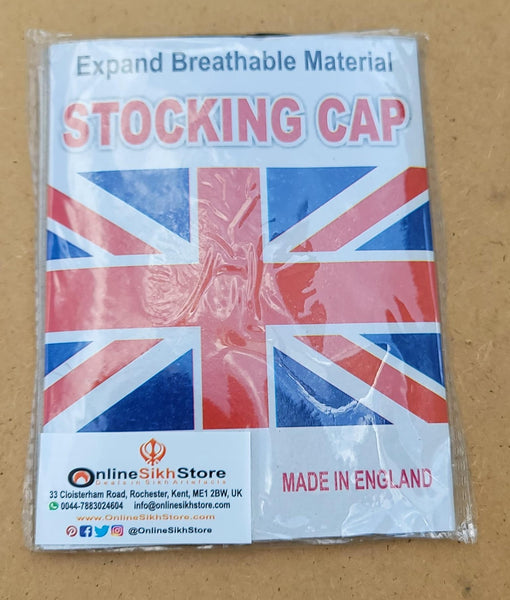 Expand Breathable Material
STOCKING CAP
MADE IN ENGLAND
OnlineSikhStore
Deals in Sikh Artefacts
33 Cloisterham Road, Rochester, Kent, ME1 2BW, UK
0044-7883024604 info@onlinesikhstore.com
www.OnlineSikhStore.com
@OnlineSikhStore